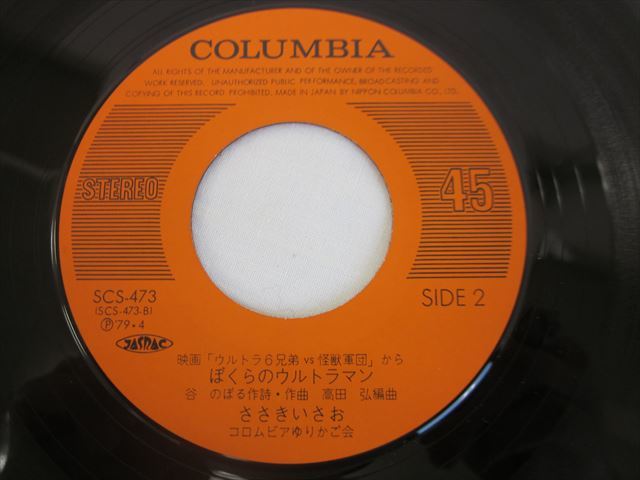 COLUMBIA
ALL RIGHTS OF THE MANUFACTURER AND OF THE OWNER OF THE RECORDED
WORK RESERVED. UNAUTHORIZED PUBLIC PERFORMANCE, BROADCASTING AND
COPYING OF THIS RECORD PROHIBITED. MADE IN JAPAN BY NIPPON COLUMBIA CO., LTD.
STEREO
45
SCS-473
(SCS-473-B)
Ⓟ'79・4
JASRAC
SIDE 2
映画「ウルトラ6兄弟 vs 怪獣軍団」から
ぼくらのウルトラマン
谷 のぼる作詩・作曲 高田 弘編曲
ささきいさお
コロムビアゆりかご会